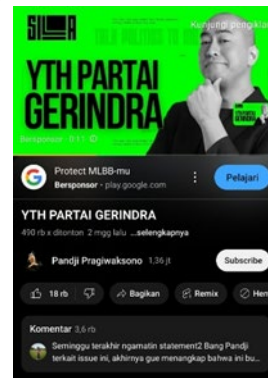 Kunjungi pengiklan
YTH PARTAI
GERINDRA
Bersponsor · 0:11
Protect MLBB-mu
Bersponsor · play.google.com
Pelajari
YTH PARTAI GERINDRA
490 rb x ditonton 2 mgg lalu ...selengkapnya
Pandji Pragiwaksono 1,36 jt
Subscribe
18 rb
Bagikan
Remix
Komentar 3,6 rb
Seminggu terakhir ngamatin statement2 Bang Pandji
terkait issue ini, akhirnya gue menangkap bahwa ini bu...